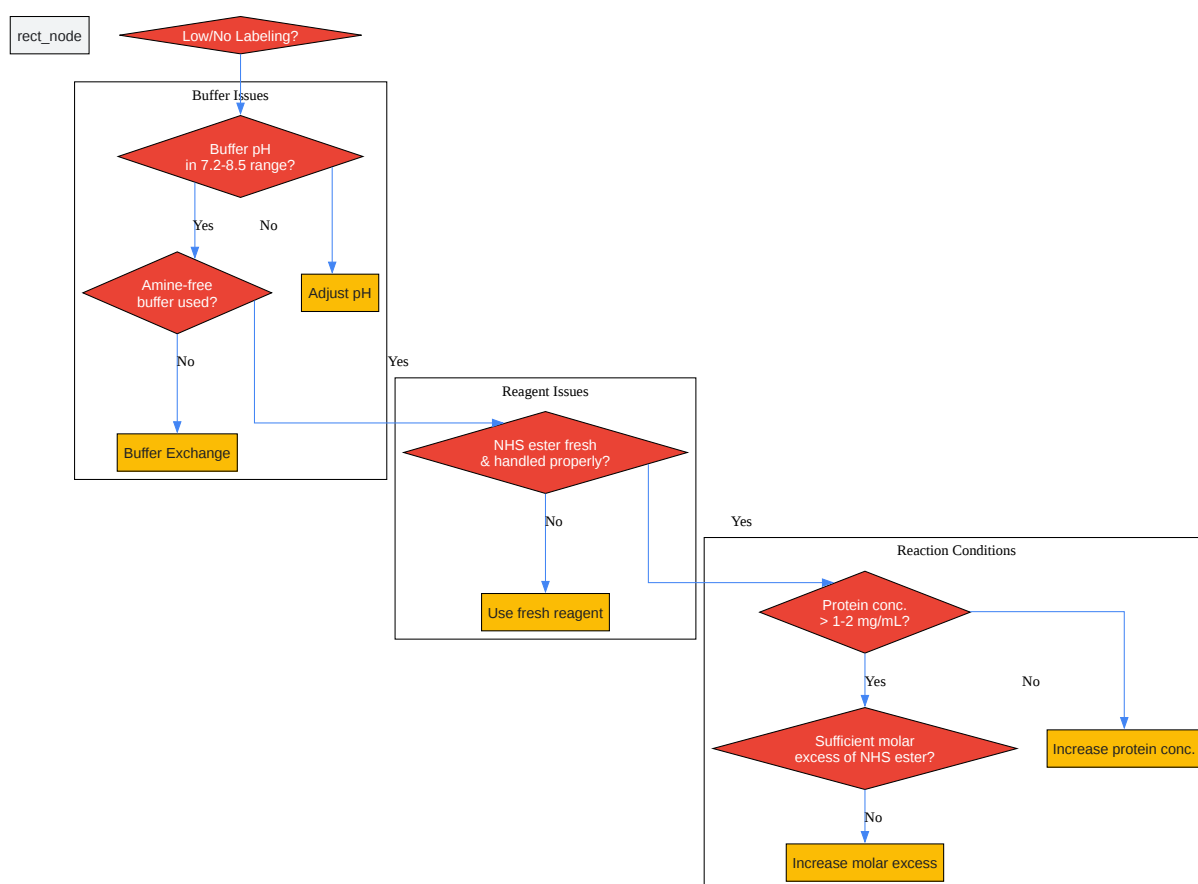 rect_node
Low/No Labeling?
Buffer Issues
Buffer pH
in 7.2-8.5 range?
Yes
No
Amine-free
buffer used?
Adjust pH
No
Yes
Buffer Exchange
Reagent Issues
NHS ester fresh
& handled properly?
No
Yes
Use fresh reagent
Reaction Conditions
Protein conc.
> 1-2 mg/mL?
Yes
No
Sufficient molar
excess of NHS ester?
Increase protein conc.
No
Increase molar excess